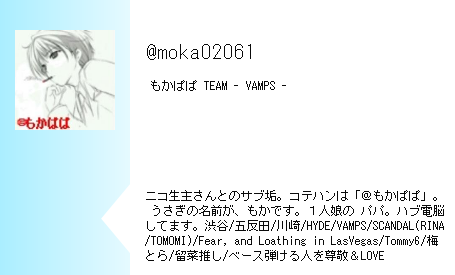 @moka02061
もかぱぱ TEAM - VAMPS -
@もかぱぱ
ニコ生主さんとのサブ垢。コテハンは「＠もかぱぱ」。
うさぎの名前が、もかです。１人娘の パパ。ハブ電脳
してます。渋谷/五反田/川崎/HYDE/VAMPS/SCANDAL(RINA
/TOMOMI)/Fear, and Loathing in LasVegas/Tommy6/梅
とら/留菜推し/ベース弾ける人を尊敬＆LOVE